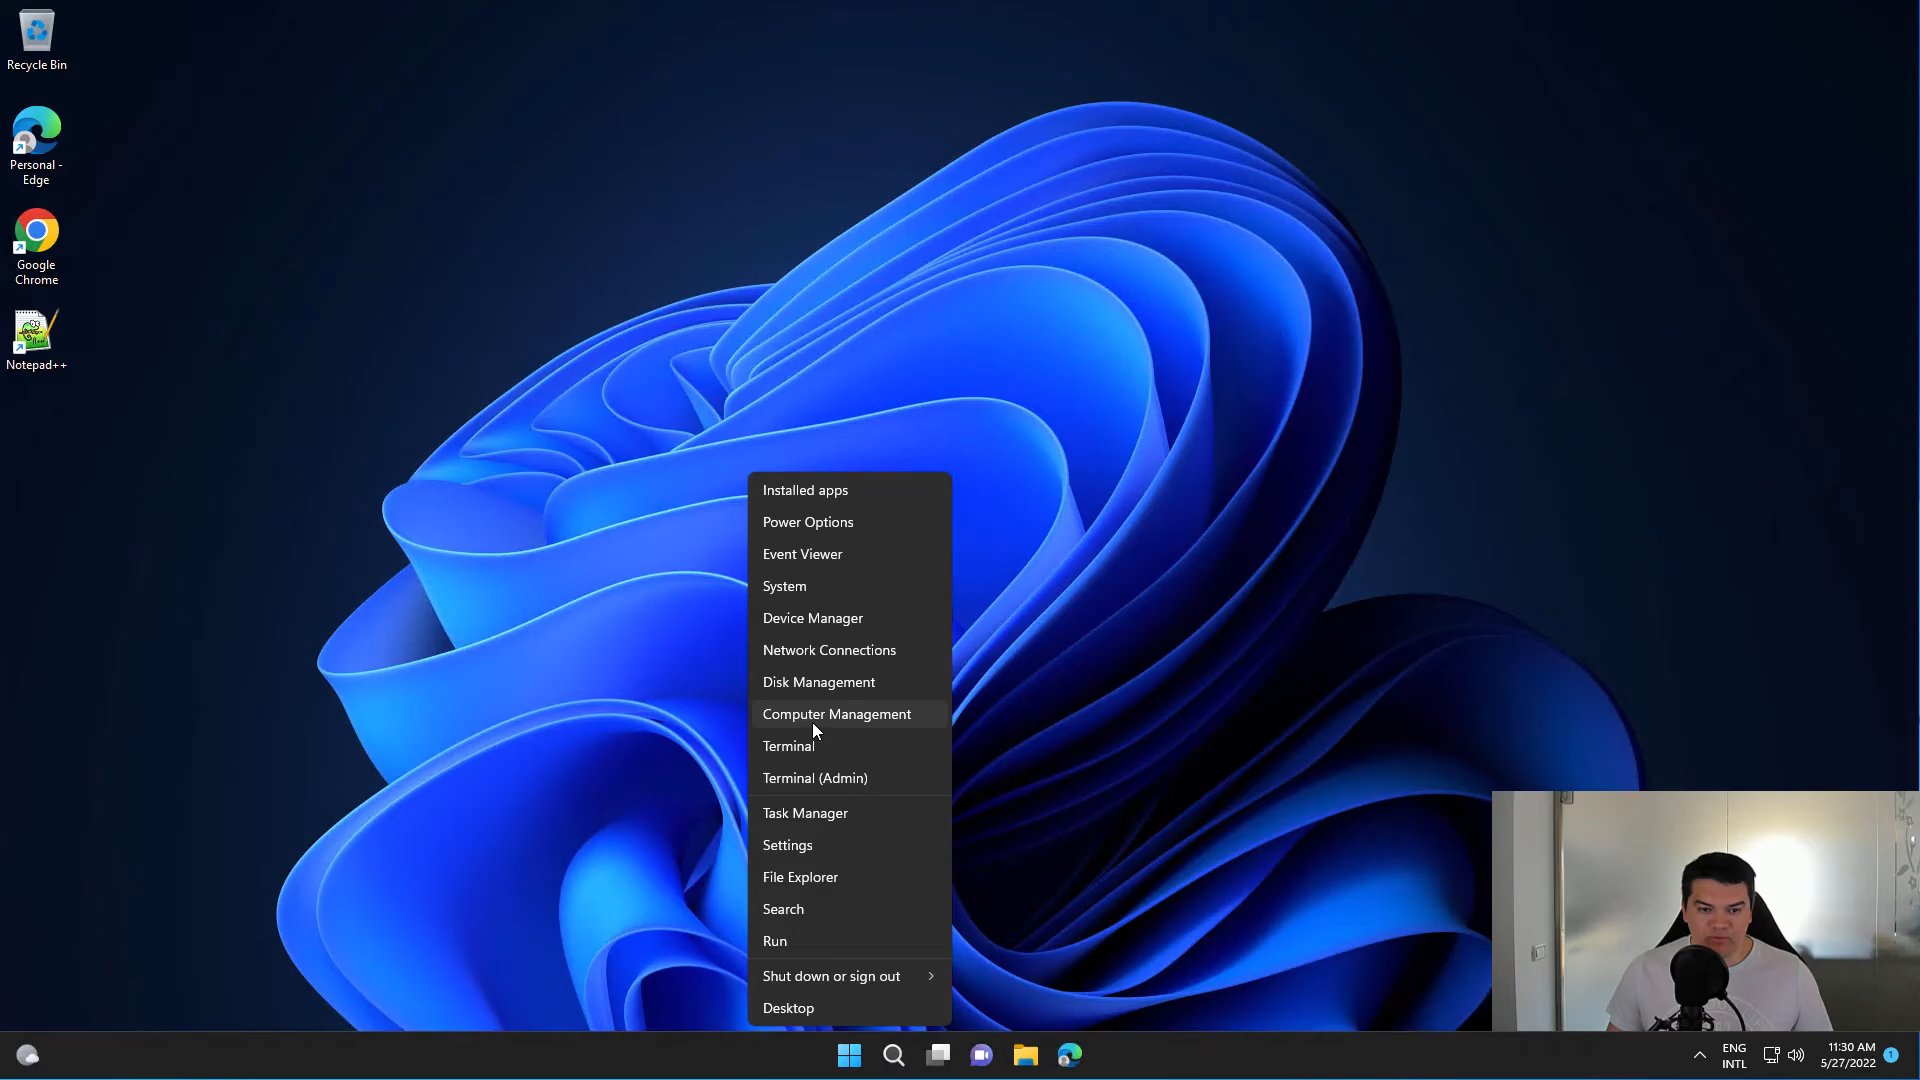 Recycle Bin
Personal -
Edge
Google
Chrome
Notepad++
Installed apps
Power Options
Event Viewer
System
Device Manager
Network Connections
Disk Management
Computer Management
Terminal
Terminal (Admin)
Task Manager
Settings
File Explorer
Search
Run
Shut down or sign out
Desktop
ENG
INTL
11:30 AM
5/27/2022
1